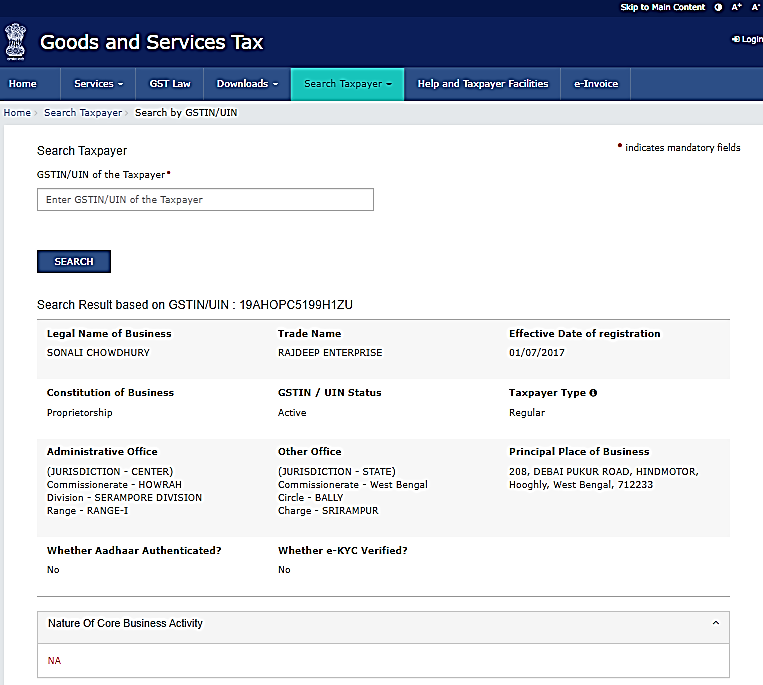 Skip to Main Content A+ A-
Goods and Services Tax
Login
Home Services GST Law Downloads Search Taxpayer Help and Taxpayer Facilities e-Invoice
Home Search Taxpayer Search by GSTIN/UIN
Search Taxpayer
• indicates mandatory fields
GSTIN/UIN of the Taxpayer•
Enter GSTIN/UIN of the Taxpayer
SEARCH
Search Result based on GSTIN/UIN : 19AHOPC5199H1ZU
Legal Name of Business Trade Name Effective Date of registration
SONALI CHOWDHURY RAJDEEP ENTERPRISE 01/07/2017
Constitution of Business GSTIN / UIN Status Taxpayer Type
Proprietorship Active Regular
Administrative Office Other Office Principal Place of Business
(JURISDICTION - CENTER) (JURISDICTION - STATE) 208, DEBAI PUKUR ROAD, HINDMOTOR,
Commissionerate - HOWRAH Commissionerate - West Bengal Hooghly, West Bengal, 712233
Division - SERAMPORE DIVISION Circle - BALLY
Range - RANGE-I Charge - SRIRAMPUR
Whether Aadhaar Authenticated? Whether e-KYC Verified?
No No
Nature Of Core Business Activity
NA